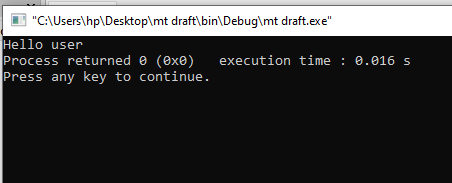 "C:\Users\hp\Desktop\mt draft\bin\Debug\mt draft.exe"
Hello user
Process returned 0 (0x0)   execution time : 0.016 s
Press any key to continue.